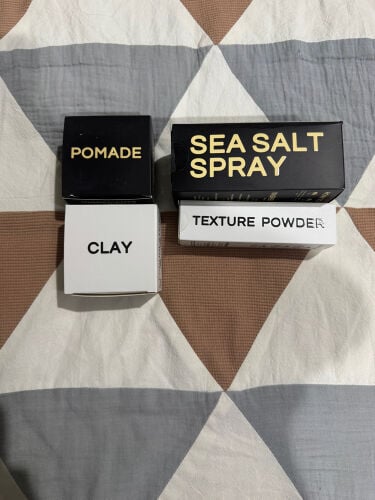 POMADE
SEA SALT
SPRAY
CLAY
TEXTURE POWDER